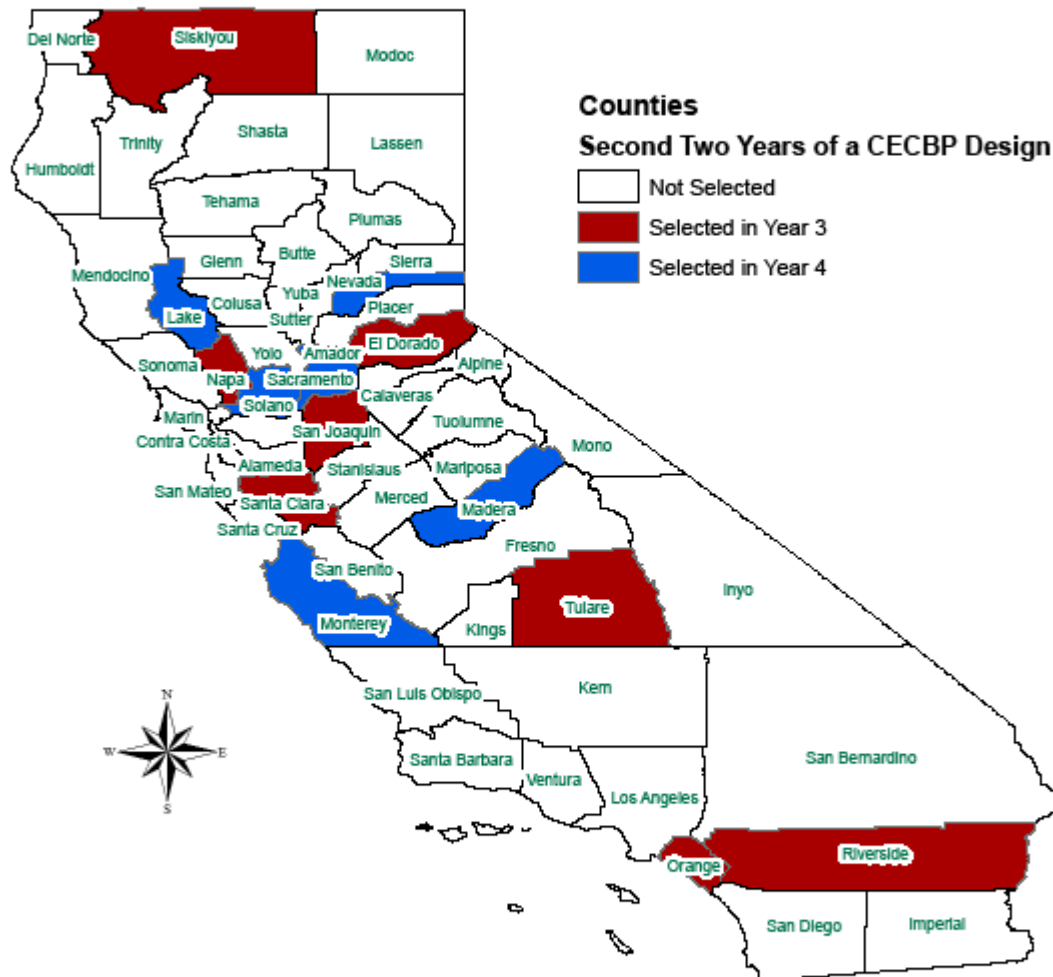 Del Norte
Siskiyou
Modoc
Counties
Second Two Years of a CECBP Design
Not Selected
Selected in Year 3
Selected in Year 4
Humboldt
Trinity
Shasta
Lassen
Tehama
Plumas
Mendocino
Glenn
Butte
Sierra
Nevada
Colusa
Yuba
Placer
Lake
Sutter
Sonoma
Yolo
Amador
El Dorado
Napa
Sacramento
Alpine
Solano
Calaveras
Marin
Tuolumne
San Joaquin
Contra Costa
Mono
Alameda
Stanislaus
Mariposa
San Mateo
Santa Clara
Merced
Madera
Santa Cruz
Fresno
San Benito
Inyo
Monterey
Kings
Tulare
San Luis Obispo
Kern
N
W
E
S
Santa Barbara
Ventura
Los Angeles
San Bernardino
Orange
Riverside
San Diego
Imperial